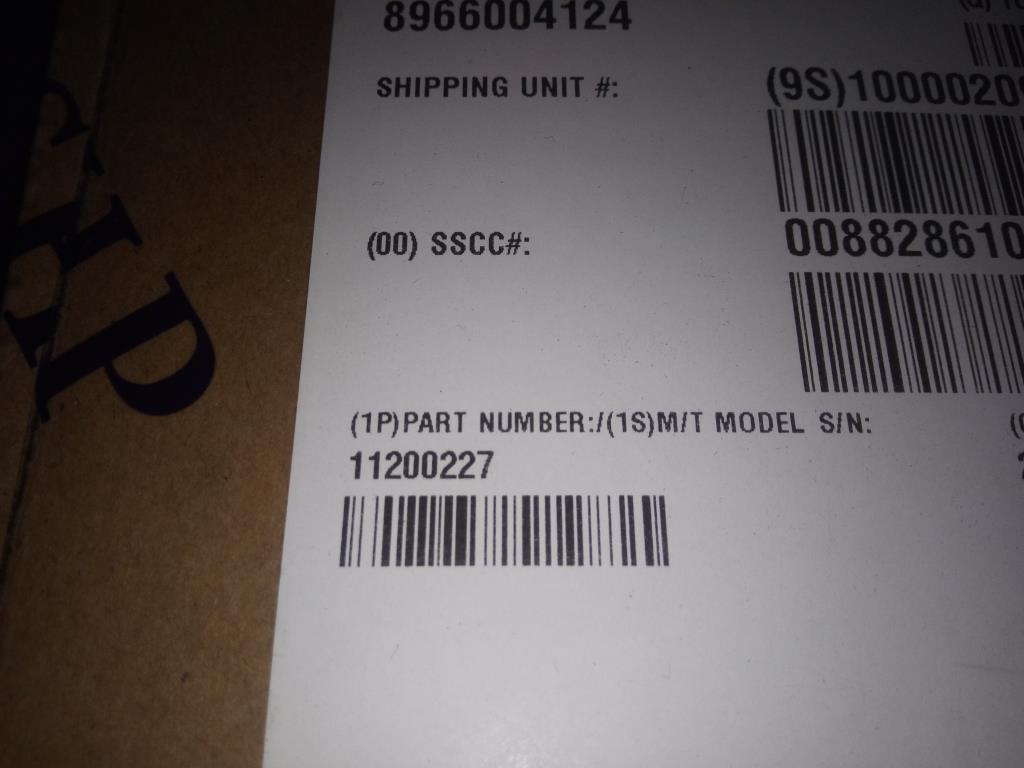 8966004124
SHIPPING UNIT #:
(9S)1000020
(00) SSCC#:
008828610
(1P)PART NUMBER:/(1S)M/T MODEL S/N:
11200227